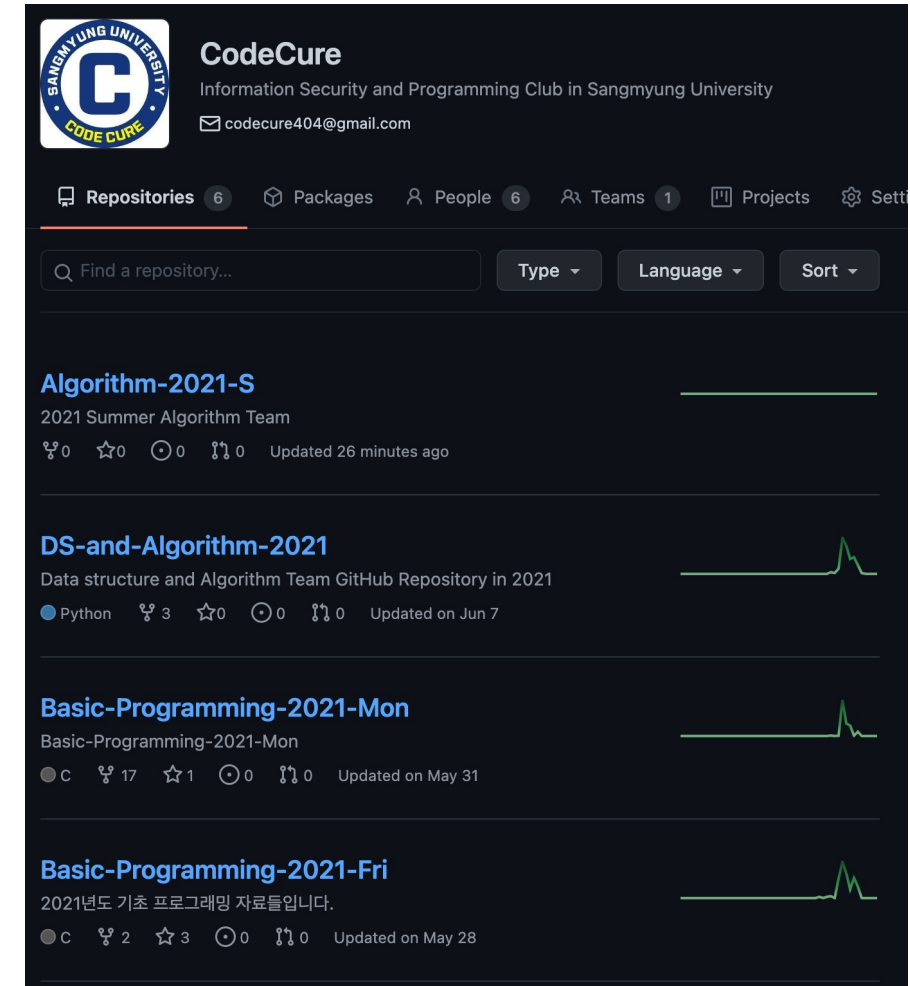 SANGMYUNG UNIVERSITY
C
CODE CURE
CodeCure
Information Security and Programming Club in Sangmyung University
codecure404@gmail.com
Repositories 6 Packages People 6 Teams 1 Projects Setti
Find a repository... Type Language Sort
Algorithm-2021-S
2021 Summer Algorithm Team
0 0 0 0 Updated 26 minutes ago
DS-and-Algorithm-2021
Data structure and Algorithm Team GitHub Repository in 2021
Python 3 0 0 0 Updated on Jun 7
Basic-Programming-2021-Mon
Basic-Programming-2021-Mon
C 17 1 0 0 Updated on May 31
Basic-Programming-2021-Fri
2021년도 기초 프로그래밍 자료들입니다.
C 2 3 0 0 Updated on May 28